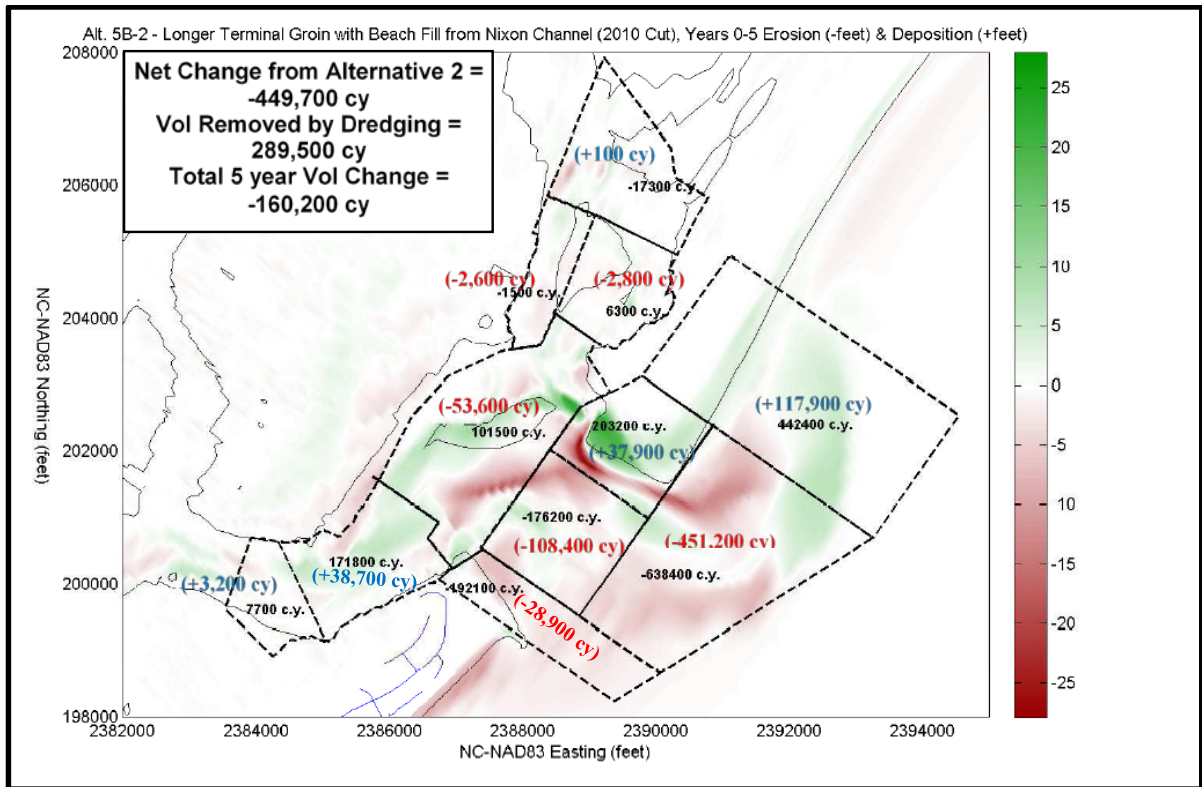 Alt. 5B-2 - Longer Terminal Groin with Beach Fill from Nixon Channel (2010 Cut), Years 0-5 Erosion (-feet) & Deposition (+feet)
Net Change from Alternative 2 =
-449,700 cy
Vol Removed by Dredging =
289,500 cy
Total 5 year Vol Change =
-160,200 cy
208000
206000
204000
202000
200000
198000
NC-NAD83 Northing (feet)
(+100 cy)
-17300 c.y.
(-2,600 cy)
-1500 c.y.
(-2,800 cy)
6300 c.y.
(-53,600 cy)
101500 c.y.
203200 c.y.
(+37,900 cy)
(+117,900 cy)
442400 c.y.
-176200 c.y.
(-108,400 cy)
(-451,200 cy)
-638400 c.y.
171800 c.y.
(+38,700 cy)
(+3,200 cy)
7700 c.y.
-192100 c.y.
(-28,900 cy)
2382000 2384000 2386000 2388000 2390000 2392000 2394000
NC-NAD83 Easting (feet)
25
20
15
10
5
0
-5
-10
-15
-20
-25